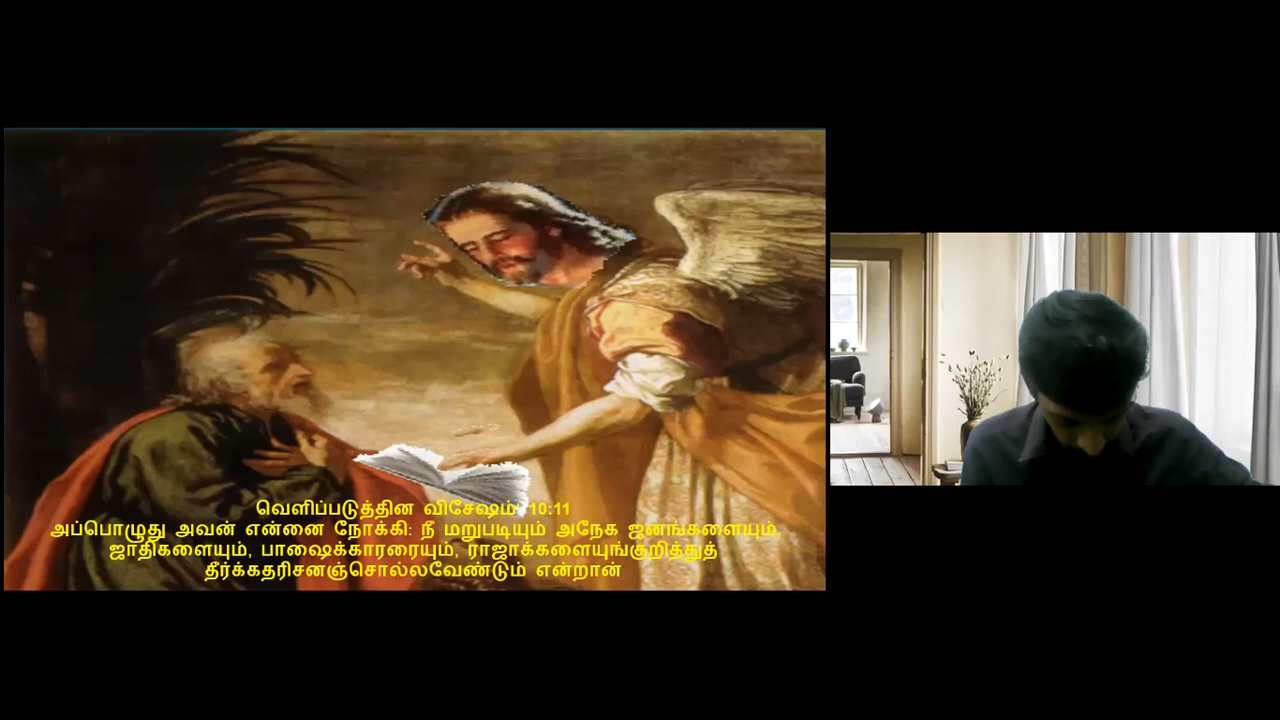 வெளிப்படுத்தின விசேஷம் 10:11
அப்பொழுது அவன் என்னை நோக்கி: நீ மறுபடியும் அநேக ஜனங்களையும்,
ஜாதிகளையும், பாஷைக்காரரையும், ராஜாக்களையுங்குறித்துத்
தீர்க்கதரிசனஞ்சொல்லவேண்டும் என்றான்